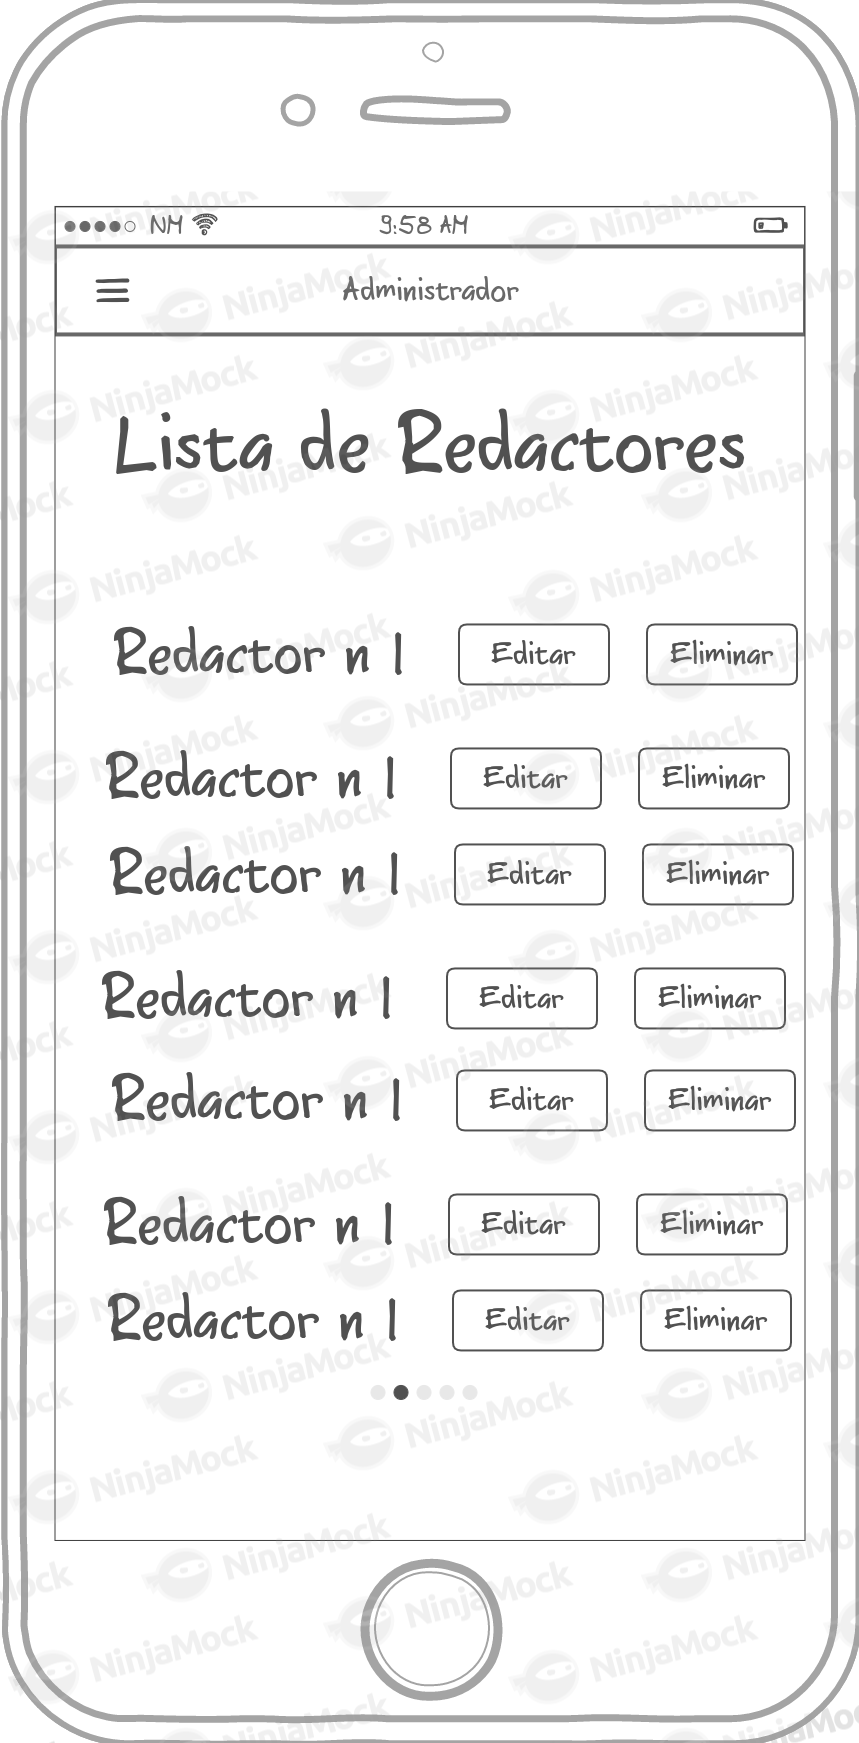 NM 9:58 AM
Administrador
Lista de Redactores
Redactor n 1 Editar Eliminar
Redactor n 1 Editar Eliminar
Redactor n 1 Editar Eliminar
Redactor n 1 Editar Eliminar
Redactor n 1 Editar Eliminar
Redactor n 1 Editar Eliminar
Redactor n 1 Editar Eliminar
NinjaMock